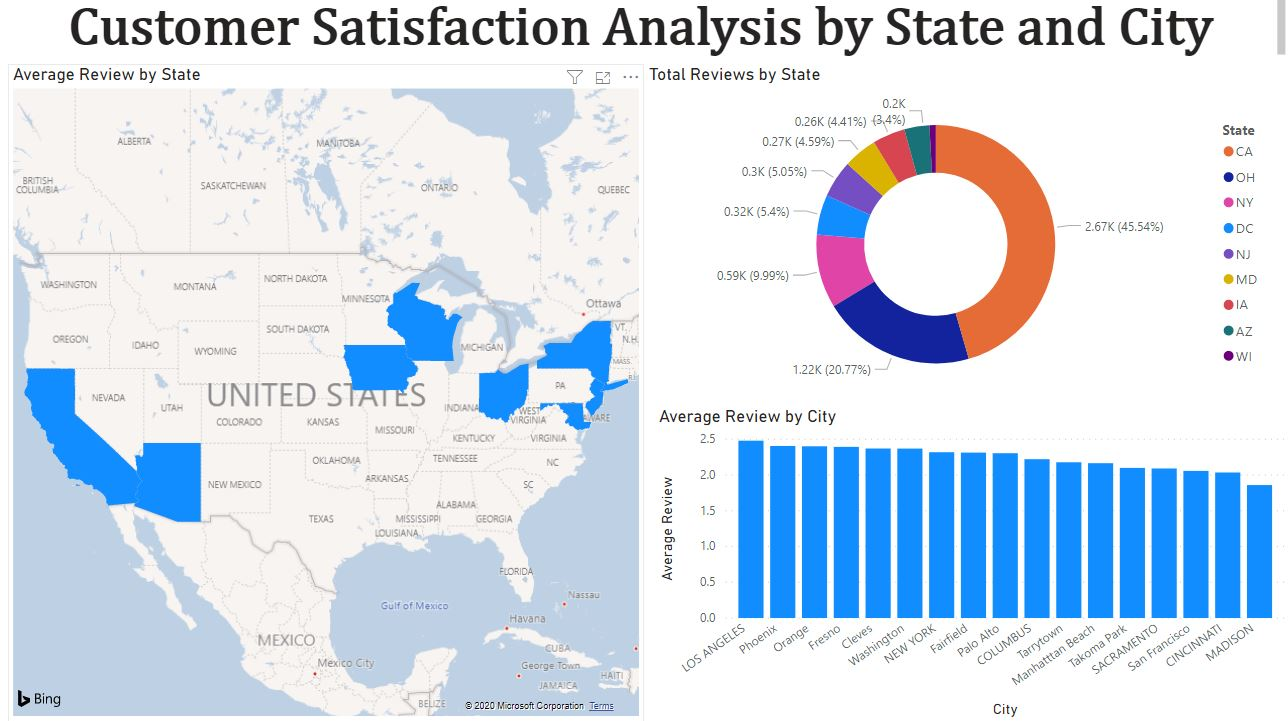 Customer Satisfaction Analysis by State and City
Average Review by State
ALBERTA
MANITOBA
BRITISH
COLUMBIA
SASKATCHEWAN
ONTARIO
QUEBEC
WASHINGTON
MONTANA
NORTH DAKOTA
MINNESOTA
Ottawa
OREGON
IDAHO
SOUTH DAKOTA
WYOMING
MICHIGAN
VT.
N.H.
MASS.
RI
NEVADA
UTAH
UNITED STATES
COLORADO
KANSAS
MISSOURI
INDIANA
PA
WEST
VIRGINIA
AWARE
KENTUCKY
VIRGINIA
OKLAHOMA
TENNESSEE
NC
ARKANSAS
NEW MEXICO
SC
ALABAMA
TEXAS
MISSISSIPPI
GEORGIA
LOUISIANA
FLORIDA
Gulf of Mexico
Nassau
Havana
MEXICO
Mexico City
CUBA
George Town
HAITI
JAMAICA
BELIZE
Bing
© 2020 Microsoft Corporation Terms
Total Reviews by State
0.2K
(3.4%)
0.26K (4.41%)
0.27K (4.59%)
0.3K (5.05%)
0.32K (5.4%)
0.59K (9.99%)
1.22K (20.77%)
2.67K (45.54%)
State
CA
OH
NY
DC
NJ
MD
IA
AZ
WI
Average Review by City
Average Review
2.5
2.0
1.5
1.0
0.5
0.0
LOS ANGELES
Phoenix
Orange
Fresno
Cleves
Washington
NEW YORK
Fairfield
Palo Alto
COLUMBUS
Tarrytown
Manhatttan Beach
Takoma Park
SACRAMENTO
San Francisco
CINCINNATI
MADISON
City